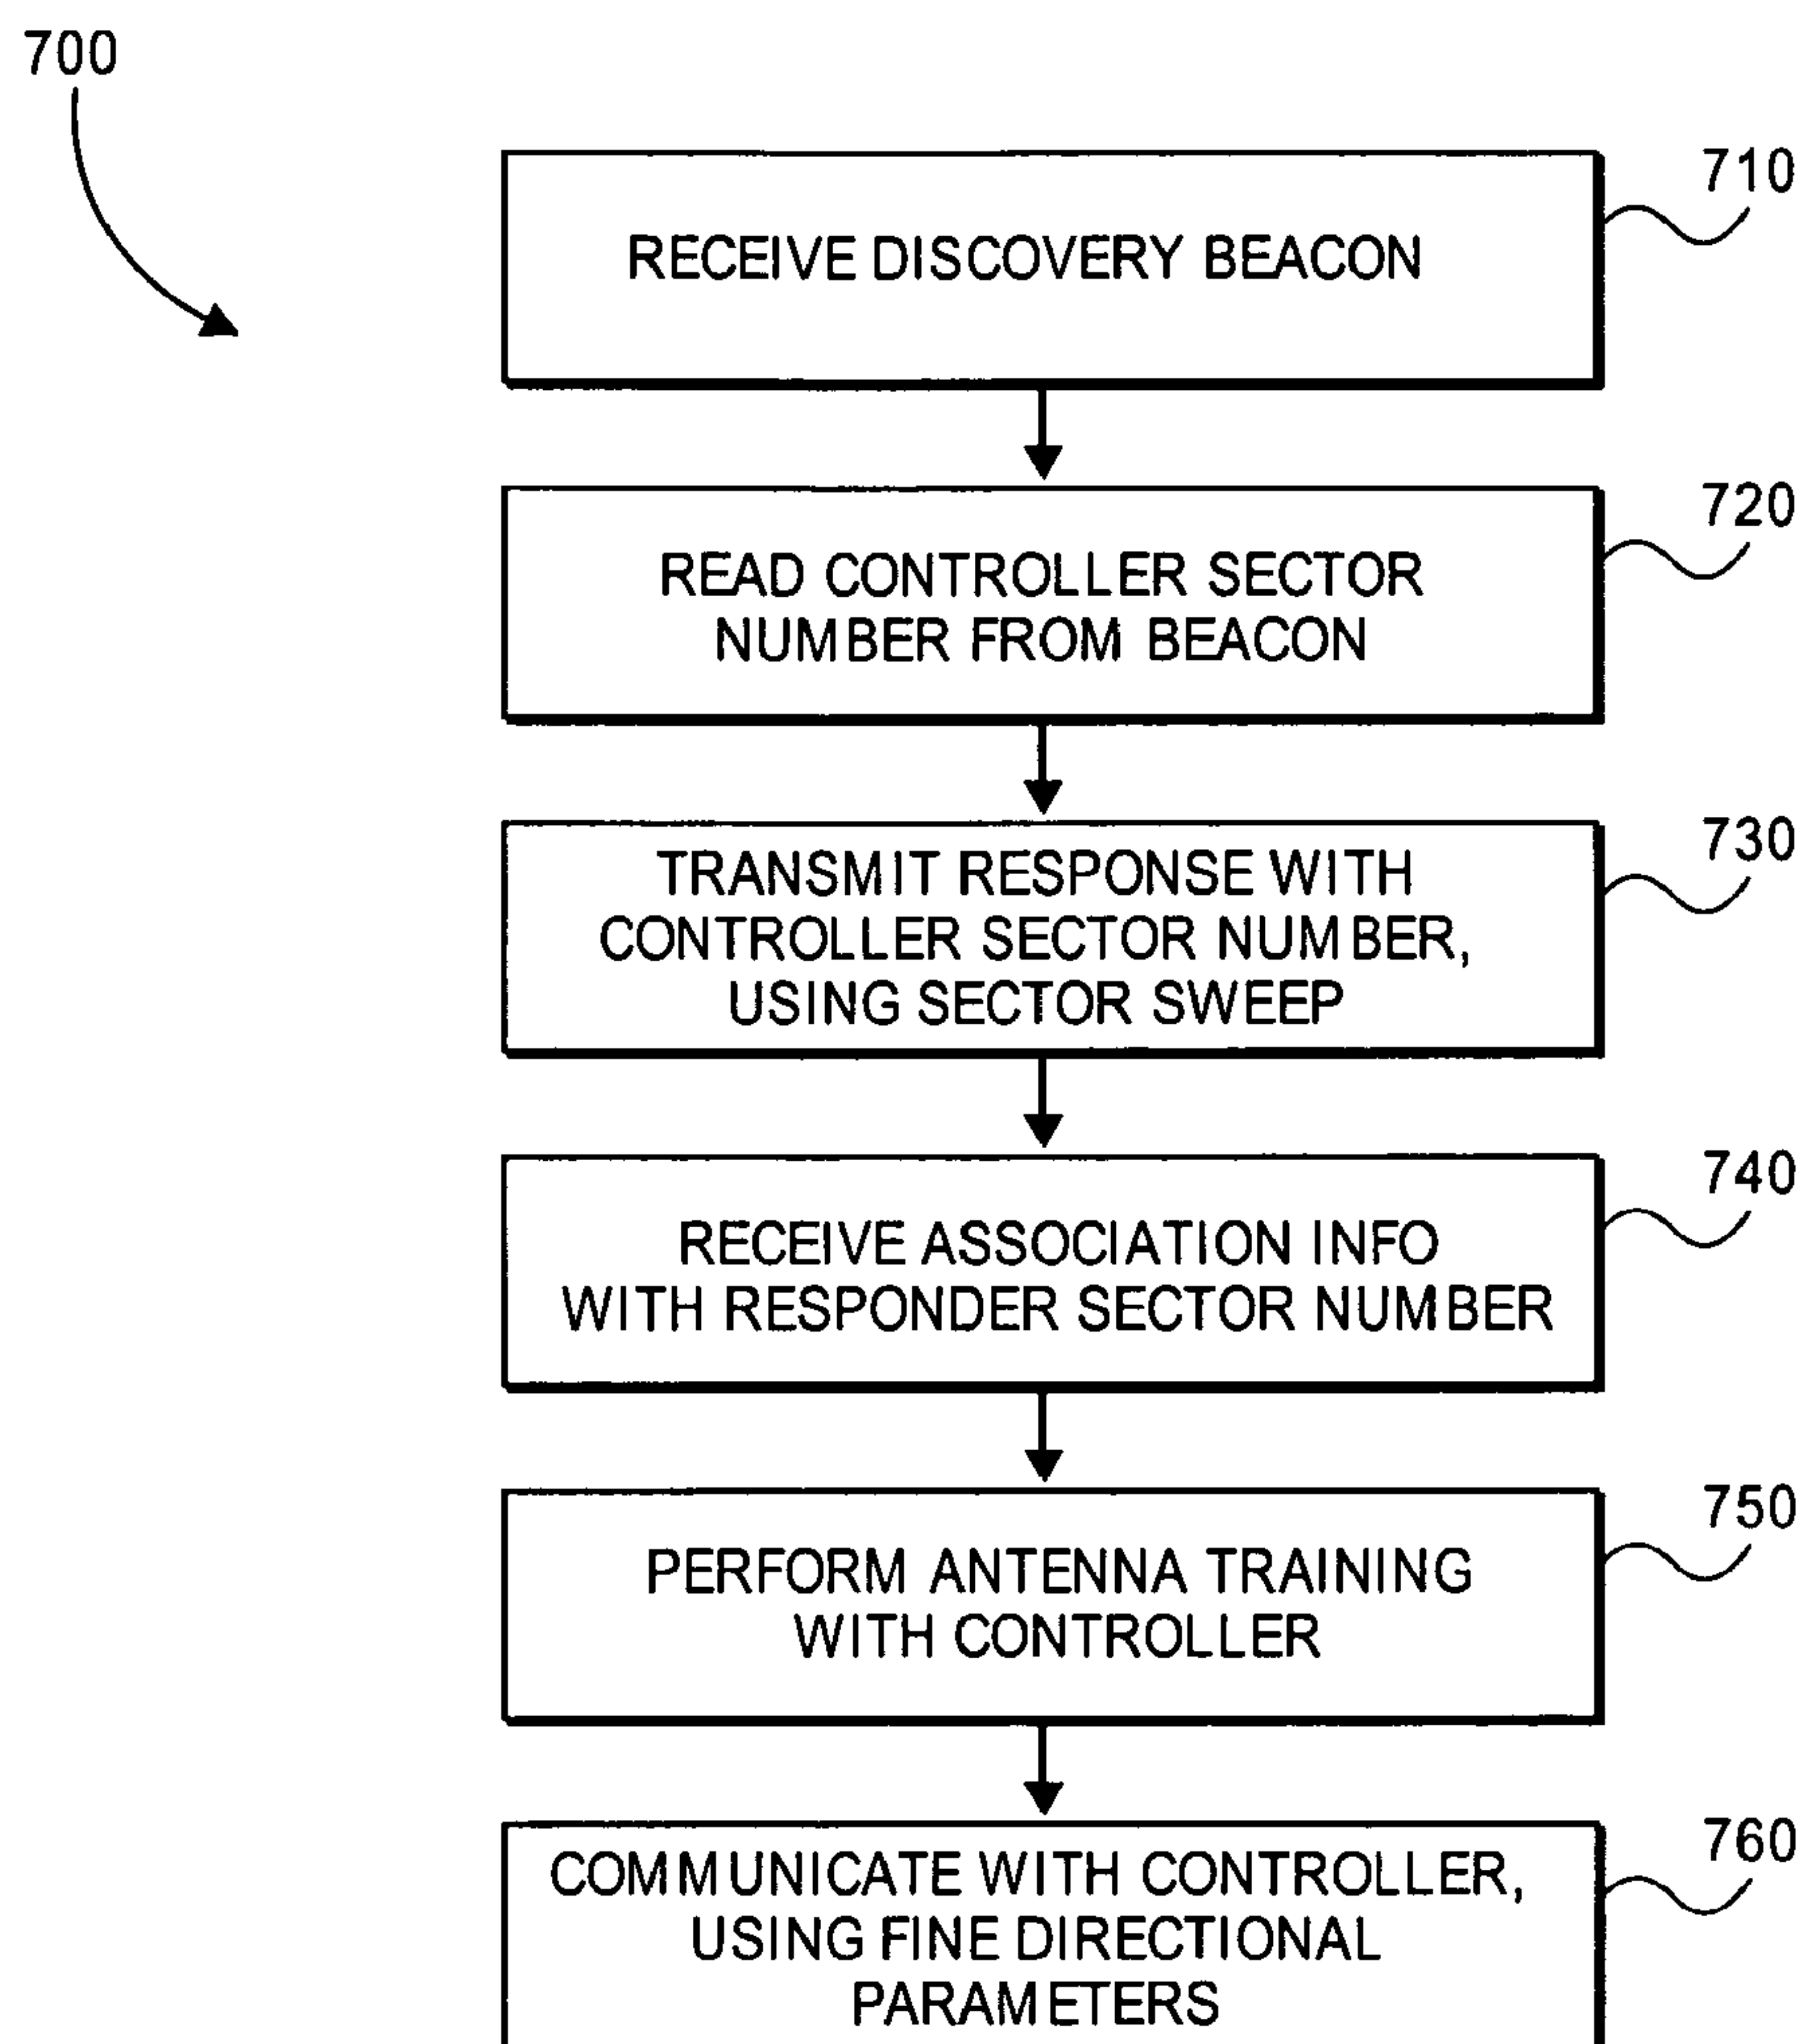 700
710
RECEIVE DISCOVERY BEACON
720
READ CONTROLLER SECTOR
NUMBER FROM BEACON
730
TRANSMIT RESPONSE WITH
CONTROLLER SECTOR NUMBER,
USING SECTOR SWEEP
740
RECEIVE ASSOCIATION INFO
WITH RESPONDER SECTOR NUMBER
750
PERFORM ANTENNA TRAINING
WITH CONTROLLER
760
COMMUNICATE WITH CONTROLLER,
USING FINE DIRECTIONAL
PARAMETERS